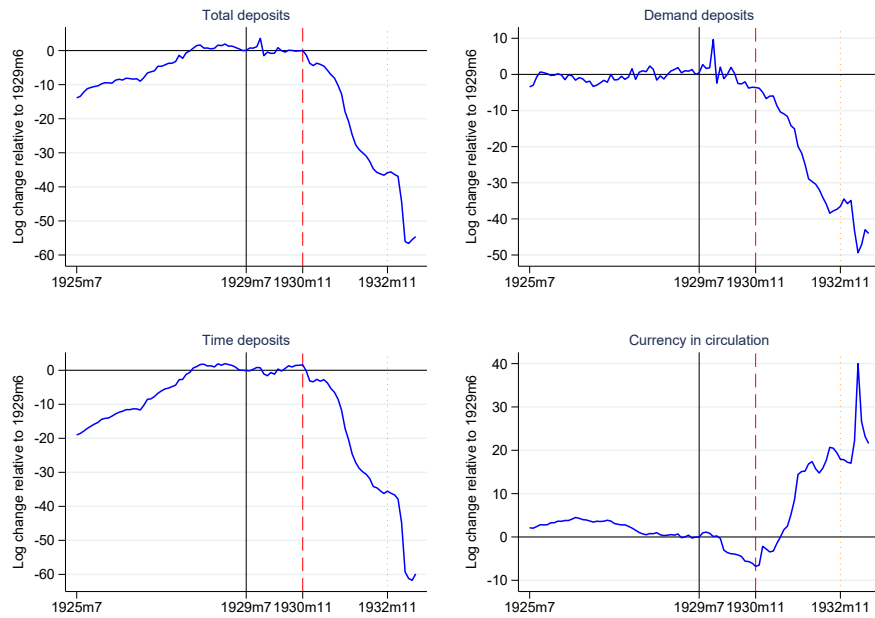 Total deposits
Log change relative to 1929m6
0
-10
-20
-30
-40
-50
-60
1925m7
1929m7
1930m11
1932m11
Demand deposits
Log change relative to 1929m6
10
0
-10
-20
-30
-40
-50
1925m7
1929m7
1930m11
1932m11
Time deposits
Log change relative to 1929m6
0
-10
-20
-30
-40
-50
-60
1925m7
1929m7
1930m11
1932m11
Currency in circulation
Log change relative to 1929m6
40
30
20
10
0
-10
1925m7
1929m7
1930m11
1932m11